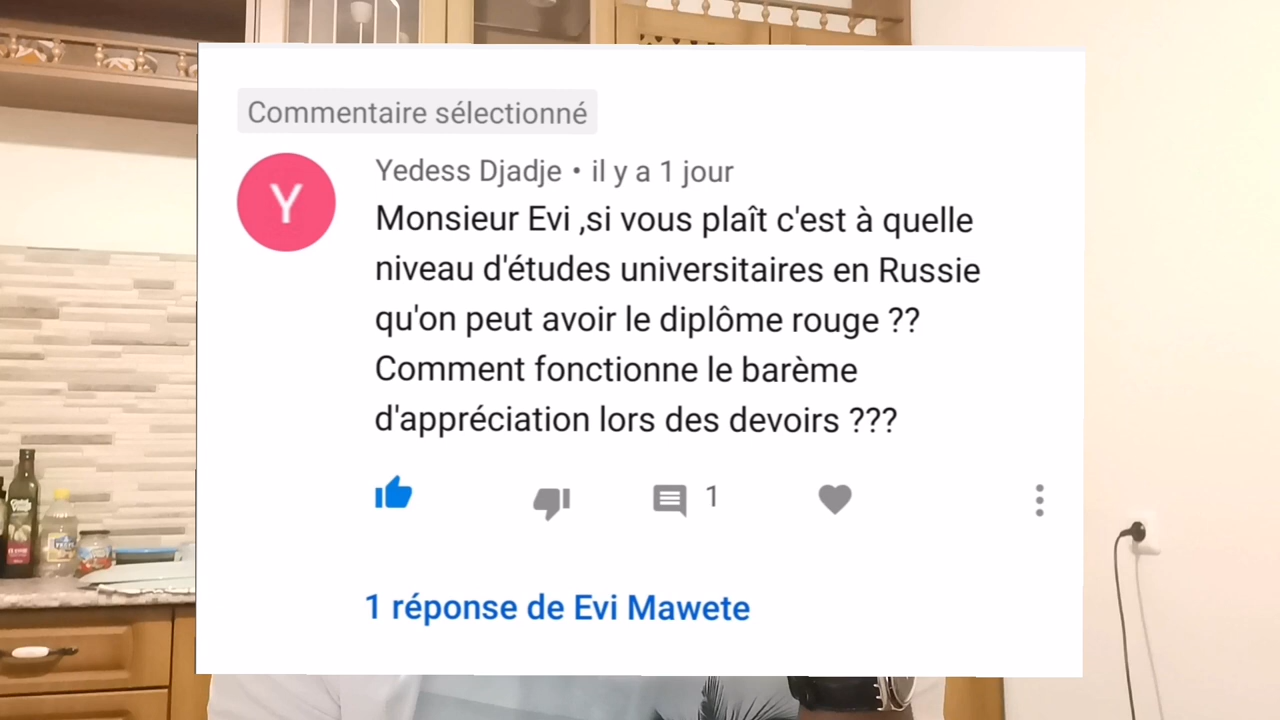 Commentaire sélectionné
Y
Yedess Djadje • il y a 1 jour
Monsieur Evi ,si vous plaît c'est à quelle
niveau d'études universitaires en Russie
qu'on peut avoir le diplôme rouge ??
Comment fonctionne le barème
d'appréciation lors des devoirs ???
1
1 réponse de Evi Mawete